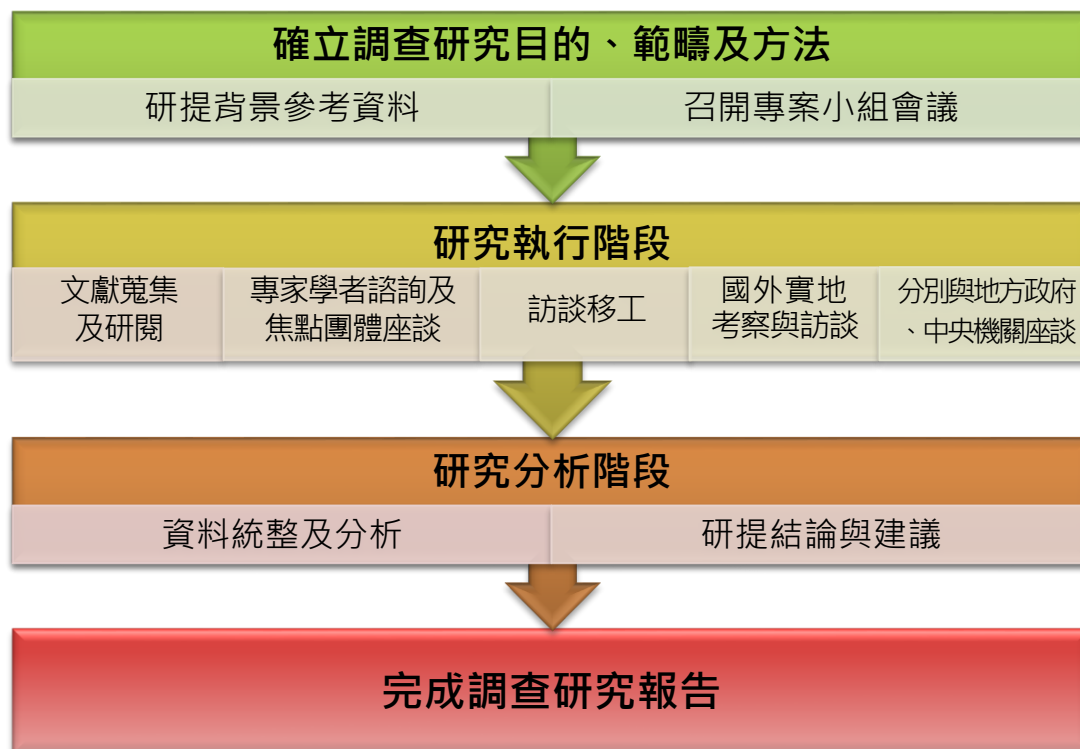 確立調查研究目的、範疇及方法
研提背景參考資料
召開專案小組會議
研究執行階段
文獻蒐集
及研閱
專家學者諮詢及
焦點團體座談
訪談移工
國外實地
考察與訪談
分別與地方政府
、中央機關座談
研究分析階段
資料統整及分析
研提結論與建議
完成調查研究報告